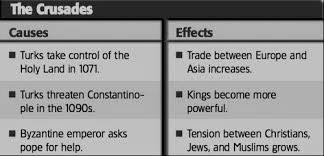 The Crusades
Causes
Effects
■ Turks take control of the
Holy Land in 1071.
■ Trade between Europe and
Asia increases.
■ Turks threaten Constantino-
ple in the 1090s.
■ Kings become more
powerful.
■ Byzantine emperor asks
pope for help.
■ Tension between Christians,
Jews, and Muslims grows.